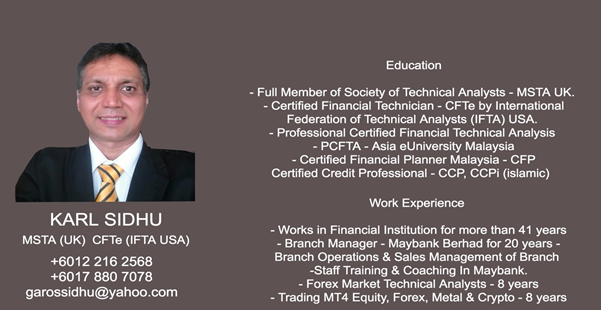 KARL SIDHU
MSTA (UK)  CFTe (IFTA USA)
+6012 216 2568
+6017 880 7078
garossidhu@yahoo.com
Education
- Full Member of Society of Technical Analysts - MSTA UK.
- Certified Financial Technician - CFTe by International
Federation of Technical Analysts (IFTA) USA.
- Professional Certified Financial Technical Analysis
- PCFTA - Asia eUniversity Malaysia
- Certified Financial Planner Malaysia - CFP
Certified Credit Professional - CCP, CCPi (islamic)
Work Experience
- Works in Financial Institution for more than 41 years
- Branch Manager - Maybank Berhad for 20 years -
Branch Operations & Sales Management of Branch
-Staff Training & Coaching In Maybank.
- Forex Market Technical Analysts - 8 years
- Trading MT4 Equity, Forex, Metal & Crypto - 8 years